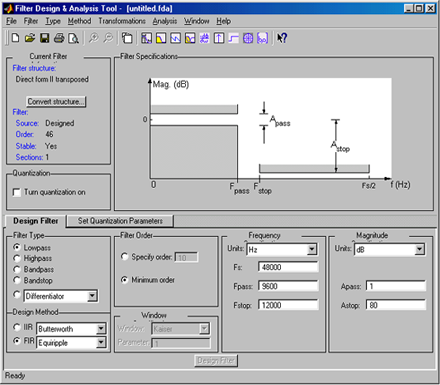 Filter Design & Analysis Tool - [untitled.fda]
File Filter Type Method Transformations Analysis Window Help
Current Filter
Filter structure:
Direct form II transposed
Convert structure...
Filter:
Source: Designed
Order: 46
Stable: Yes
Sections: 1
Quantization
Turn quantization on
Filter Specifications
Mag. (dB)
0
A pass
A stop
0 F pass F stop Fs/2 f (Hz)
Design Filter Set Quantization Parameters
Filter Type
Lowpass
Highpass
Bandpass
Bandstop
Differentiator
Design Method
IIR Butterworth
FIR Equiripple
Filter Order
Specify order: 10
Minimum order
Window
Window: Kaiser
Parameter: 1
Frequency
Units: Hz
Fs: 48000
Fpass: 9600
Fstop: 12000
Magnitude
Units: dB
Apass: 1
Astop: 80
Design Filter
Ready